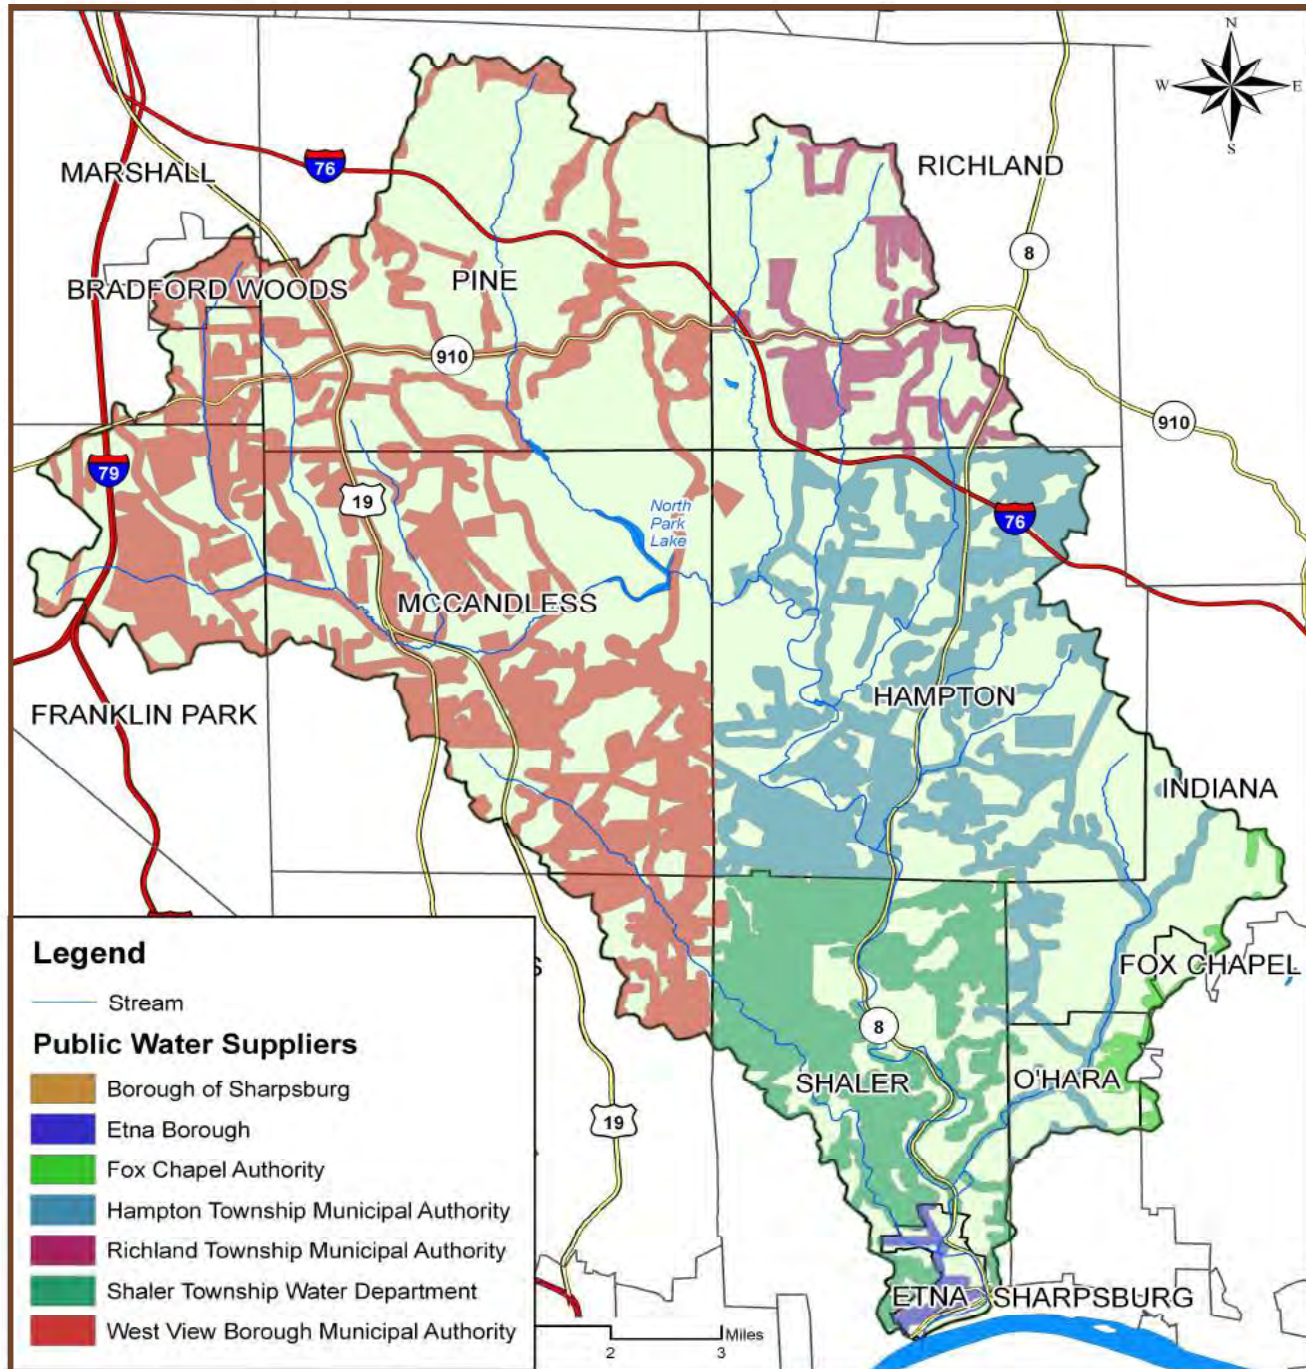 N
W E
S
76
MARSHALL
RICHLAND
8
BRADFORD WOODS
PINE
910
910
79
19
North
Park
Lake
76
MCCANDLESS
HAMPTON
FRANKLIN PARK
INDIANA
FOX CHAPEL
8
SHALER
O'HARA
19
ETNA
SHARPSBURG
Legend
Stream
Public Water Suppliers
Borough of Sharpsburg
Etna Borough
Fox Chapel Authority
Hampton Township Municipal Authority
Richland Township Municipal Authority
Shaler Township Water Department
West View Borough Municipal Authority
Miles
2 3